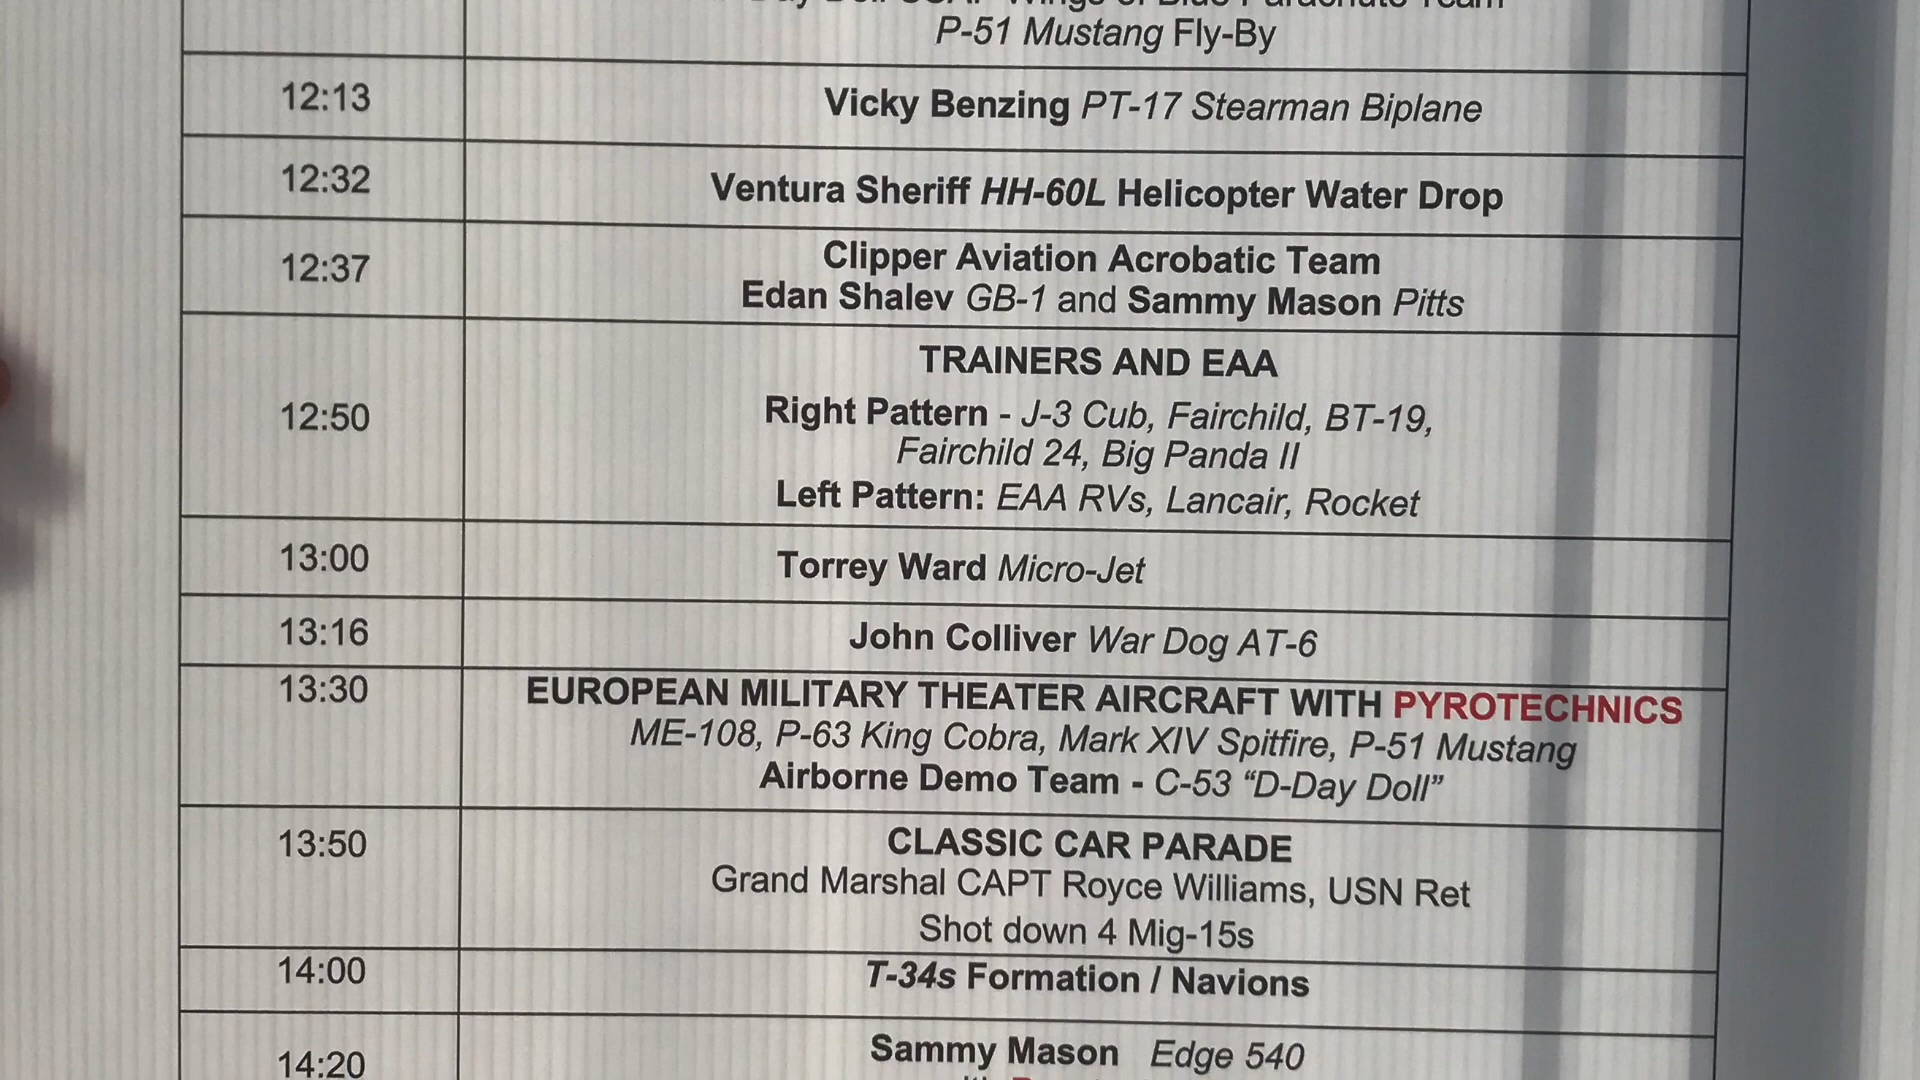 P-51 Mustang Fly-By
12:13 Vicky Benzing PT-17 Stearman Biplane
12:32 Ventura Sheriff HH-60L Helicopter Water Drop
12:37 Clipper Aviation Acrobatic Team
Edan Shalev GB-1 and Sammy Mason Pitts
12:50 TRAINERS AND EAA
Right Pattern - J-3 Cub, Fairchild, BT-19,
Fairchild 24, Big Panda II
Left Pattern: EAA RVs, Lancair, Rocket
13:00 Torrey Ward Micro-Jet
13:16 John Colliver War Dog AT-6
13:30 EUROPEAN MILITARY THEATER AIRCRAFT WITH PYROTECHNICS
ME-108, P-63 King Cobra, Mark XIV Spitfire, P-51 Mustang
Airborne Demo Team - C-53 “D-Day Doll”
13:50 CLASSIC CAR PARADE
Grand Marshal CAPT Royce Williams, USN Ret
Shot down 4 Mig-15s
14:00 T-34s Formation / Navions
14:20 Sammy Mason Edge 540